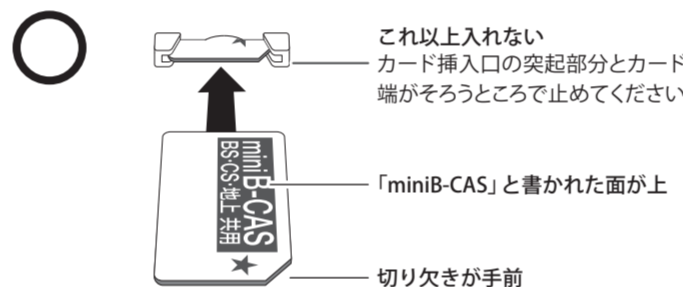 これ以上入れない
カード挿入口の突起部分とカード
端がそろうところで止めてください
「miniB-CAS」と書かれた面が上
miniB-CAS
BS・CS・地上 共用
切り欠きが手前